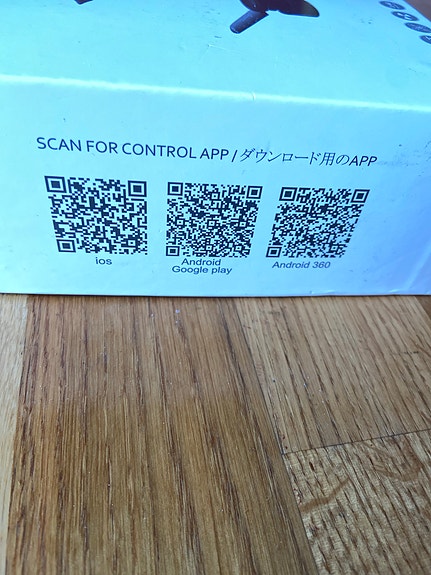 SCAN FOR CONTROL APP / ダウンロード用のAPP
ios
Android
Google play
Android 360